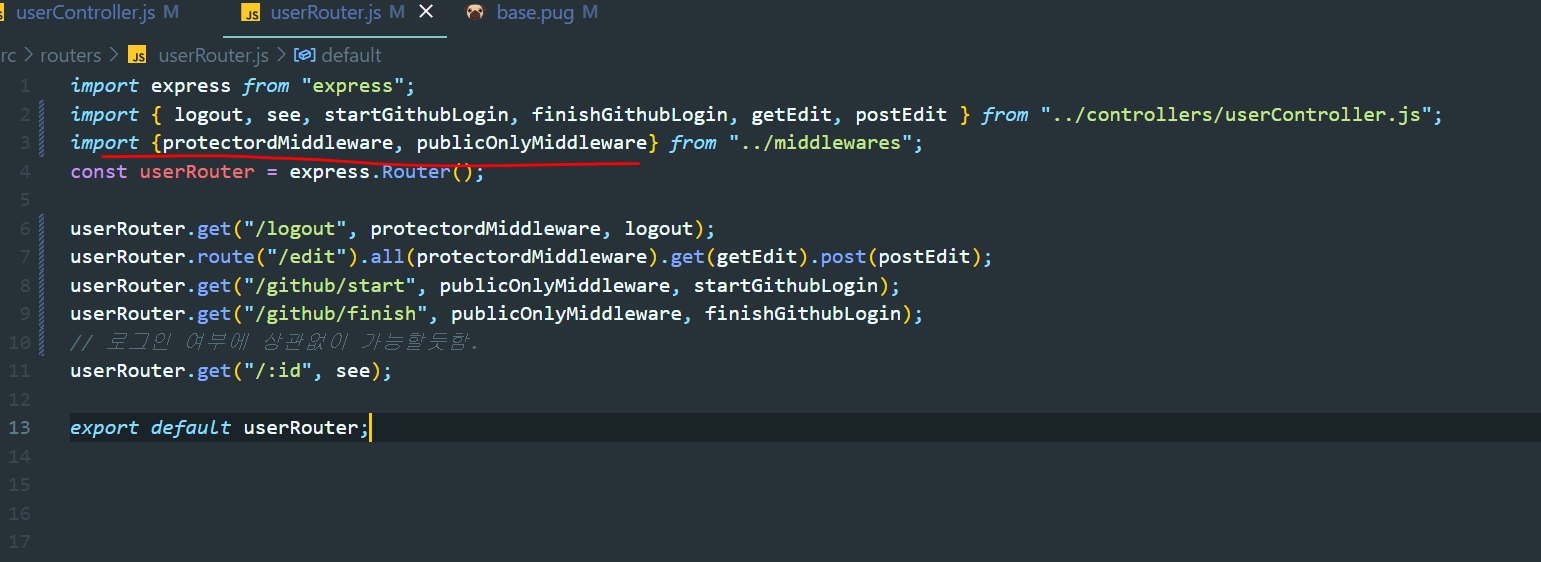 userController.js M
JS userRouter.js M
base.pug M
rc > routers > JS userRouter.js > default
1 import express from "express";
2 import { logout, see, startGithubLogin, finishGithubLogin, getEdit, postEdit } from "../controllers/userController.js";
3 import {protectordMiddleware, publicOnlyMiddleware} from "../middlewares";
4 const userRouter = express.Router();
5
6 userRouter.get("/logout", protectordMiddleware, logout);
7 userRouter.route("/edit").all(protectordMiddleware).get(getEdit).post(postEdit);
8 userRouter.get("/github/start", publicOnlyMiddleware, startGithubLogin);
9 userRouter.get("/github/finish", publicOnlyMiddleware, finishGithubLogin);
10 // 로그인 여부에 상관없이 가능할듯함.
11 userRouter.get("/:id", see);
12
13 export default userRouter;
14
15
16
17